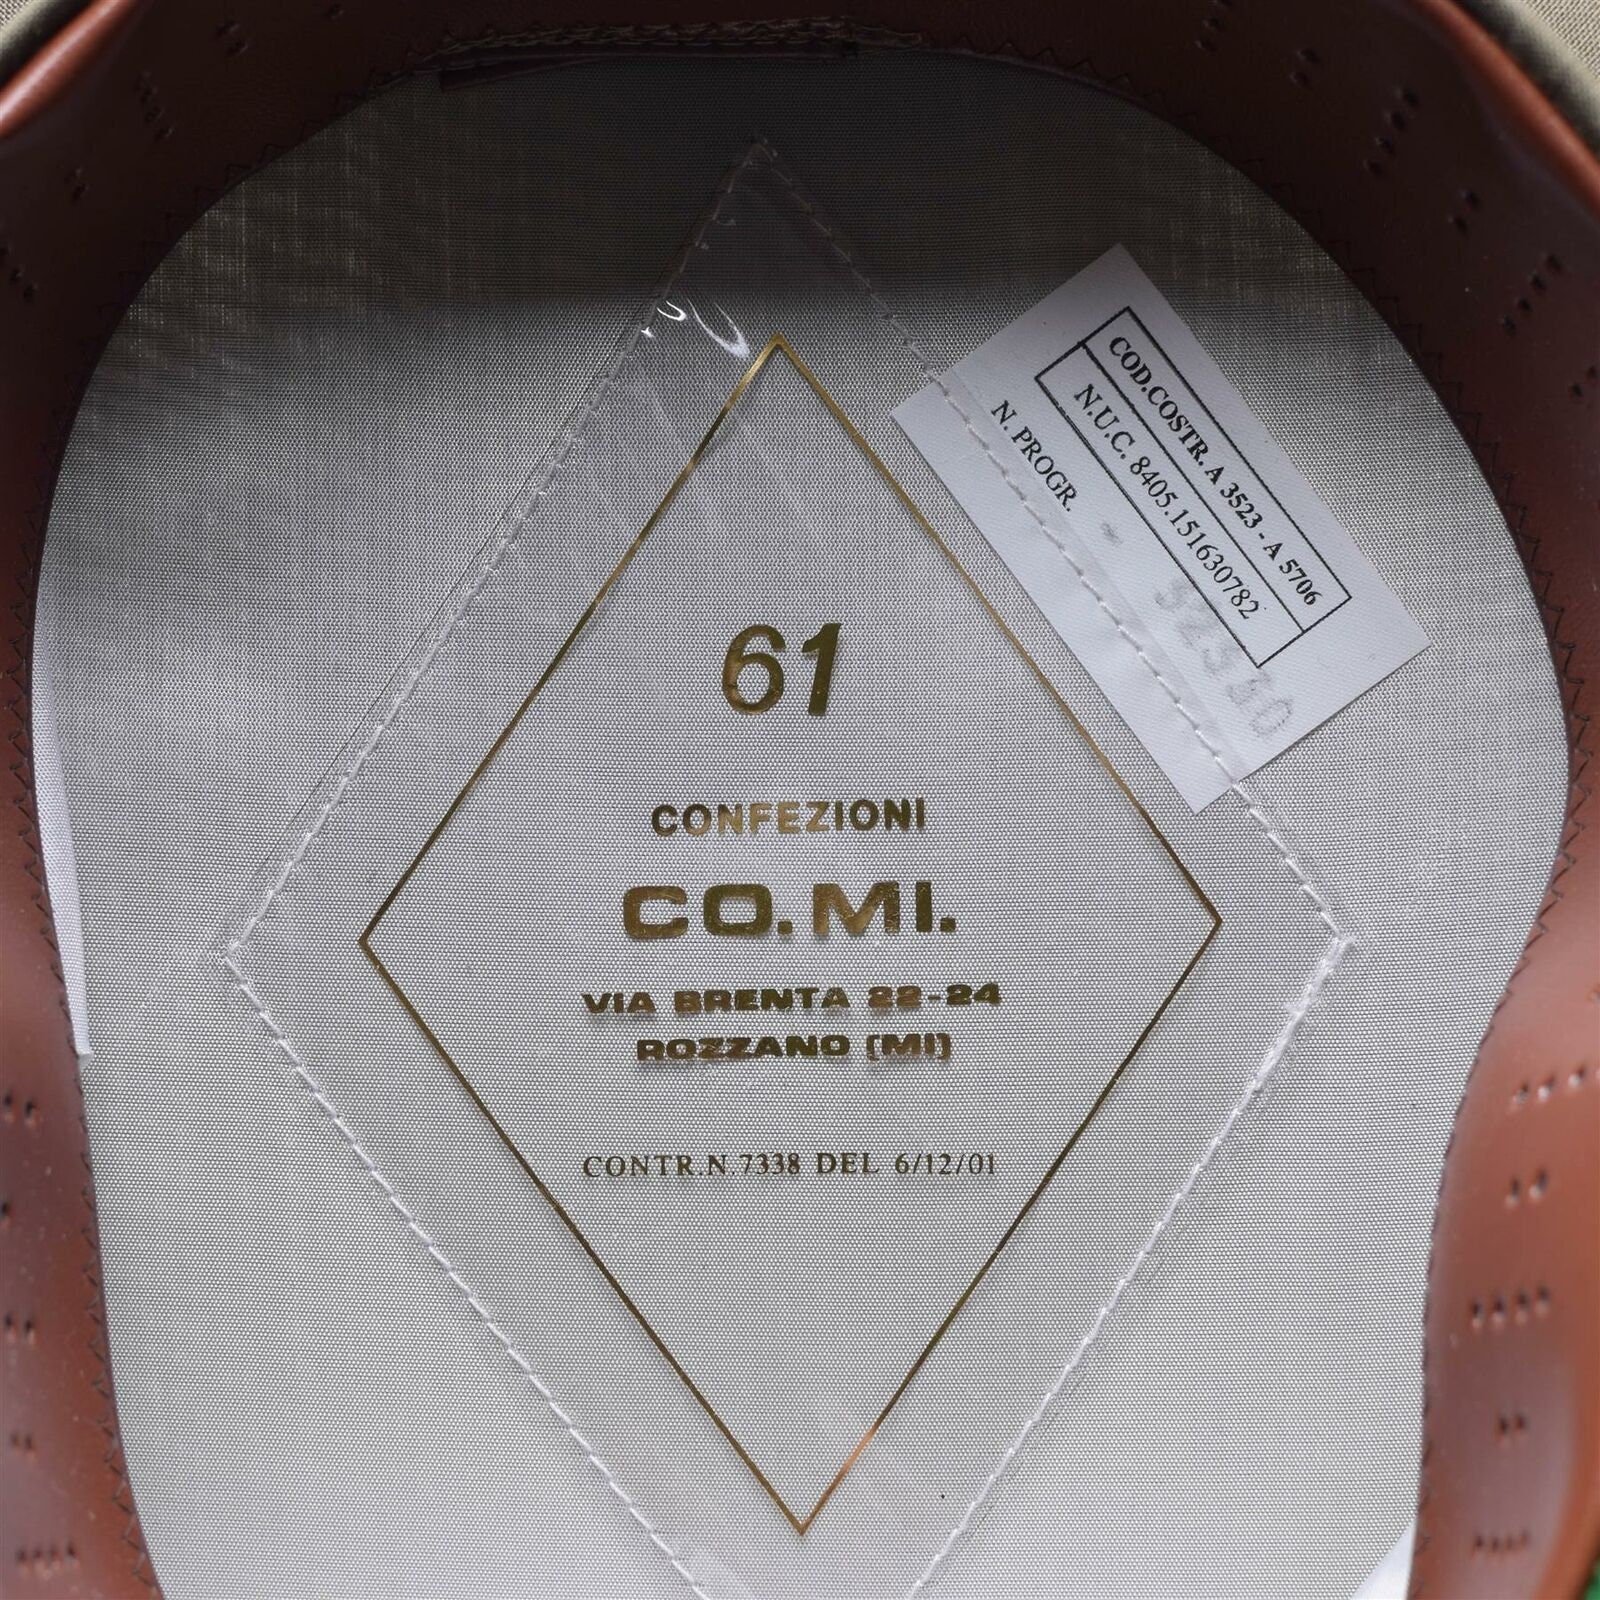 61
CONFEZIONI
CO.MI.
VIA BRENTA 22-24
ROZZANO (MI)
CONTR.N.7338 DEL 6/12/01
COD.COSTR. A 3523 - A 5706
N.U.C. 8405.151630782
N. PROGR.